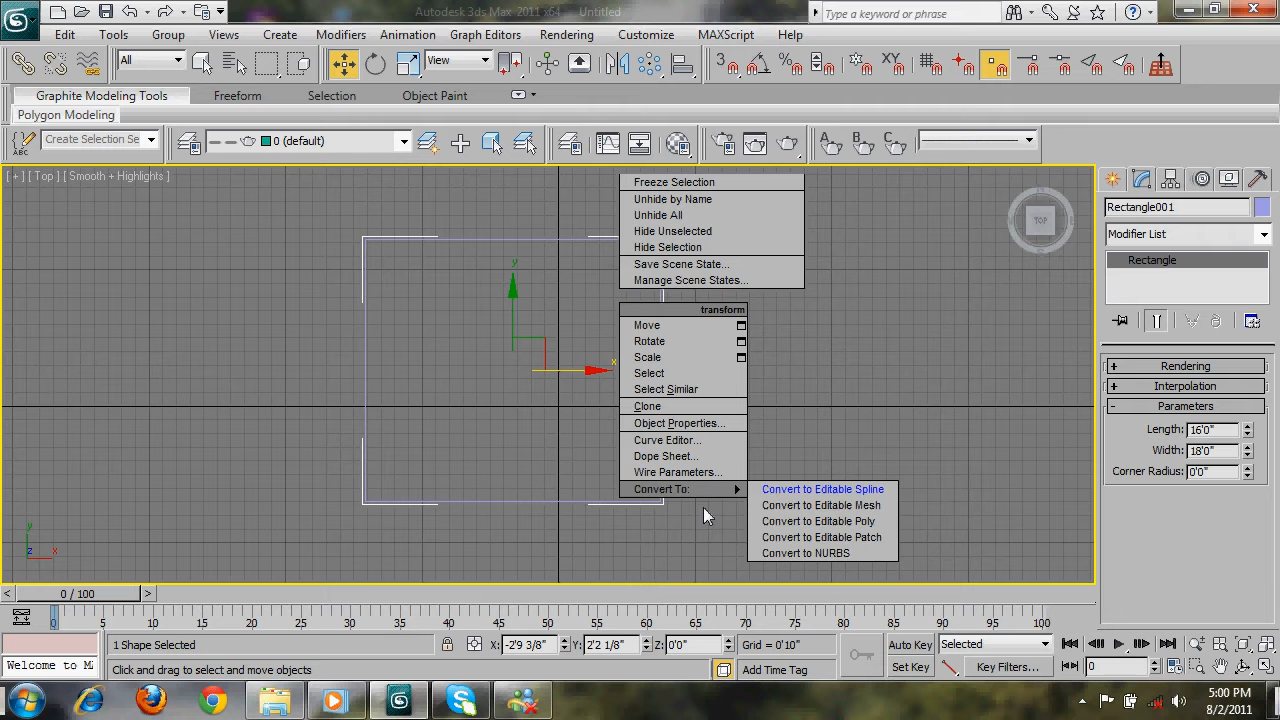 Autodesk 3ds Max 2011 x64 Untitled
Type a keyword or phrase
Edit Tools Group Views Create Modifiers Animation Graph Editors Rendering Customize MAXScript Help
All
View
3
%
XY
Graphite Modeling Tools Freeform Selection Object Paint
Polygon Modeling
ABC
Create Selection Se
0 (default)
A B C
[ + ] [ Top ] [ Smooth + Highlights ]
TOP
Freeze Selection
Unhide by Name
Unhide All
Hide Unselected
Hide Selection
Save Scene State...
Manage Scene States...
transform
Move
Rotate
Scale
Select
Select Similar
Clone
Object Properties...
Curve Editor...
Dope Sheet...
Wire Parameters...
Convert To:
Convert to Editable Spline
Convert to Editable Mesh
Convert to Editable Poly
Convert to Editable Patch
Convert to NURBS
y
x
y
z
x
Rectangle001
Modifier List
Rectangle
+ Rendering
+ Interpolation
- Parameters
Length: 16'0"
Width: 18'0"
Corner Radius: 0'0"
< 0 / 100 >
0 5 10 15 20 25 30 35 40 45 50 55 60 65 70 75 80 85 90 95 100
1 Shape Selected
X: -2'9 3/8" Y: 2'2 1/8" Z: 0'0" Grid = 0'10"
Auto Key Selected
Welcome to M
Click and drag to select and move objects
Add Time Tag
Set Key Key Filters...
0
5:00 PM
8/2/2011